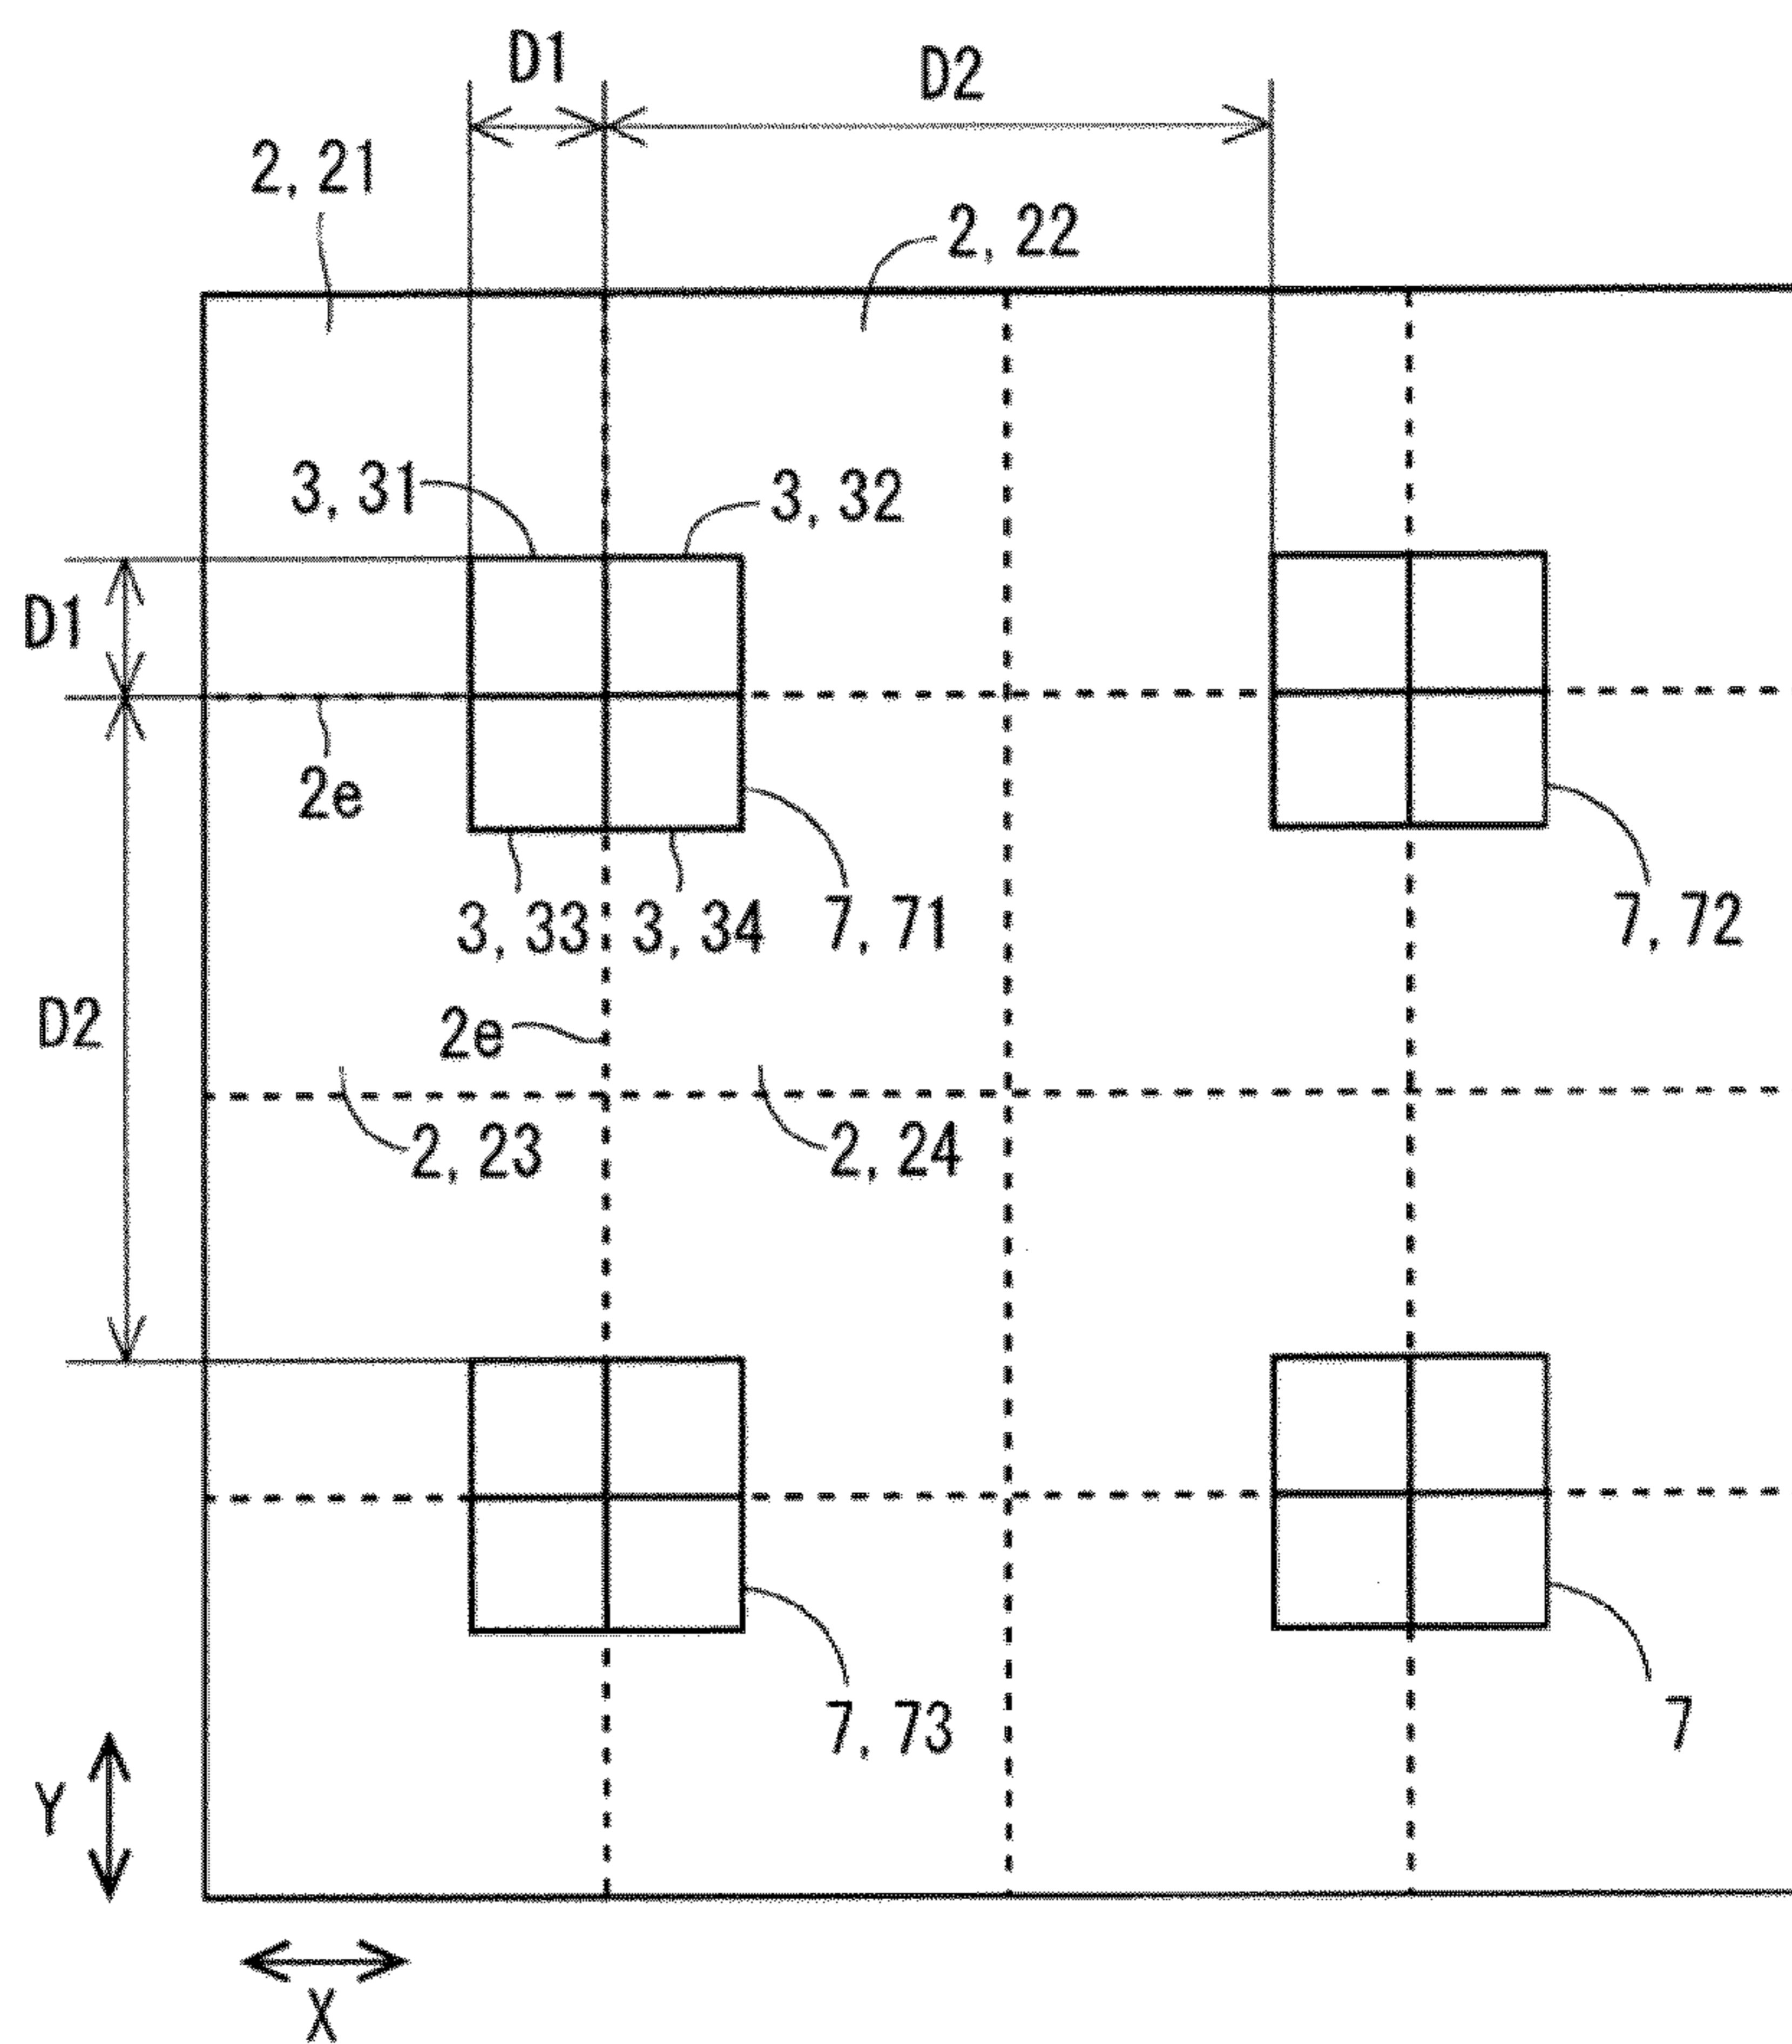 D1
D2
2, 21
2, 22
3, 31
3, 32
D1
2e
3, 33
3, 34
7, 71
7, 72
D2
2e
2, 23
2, 24
7, 73
7
Y
X